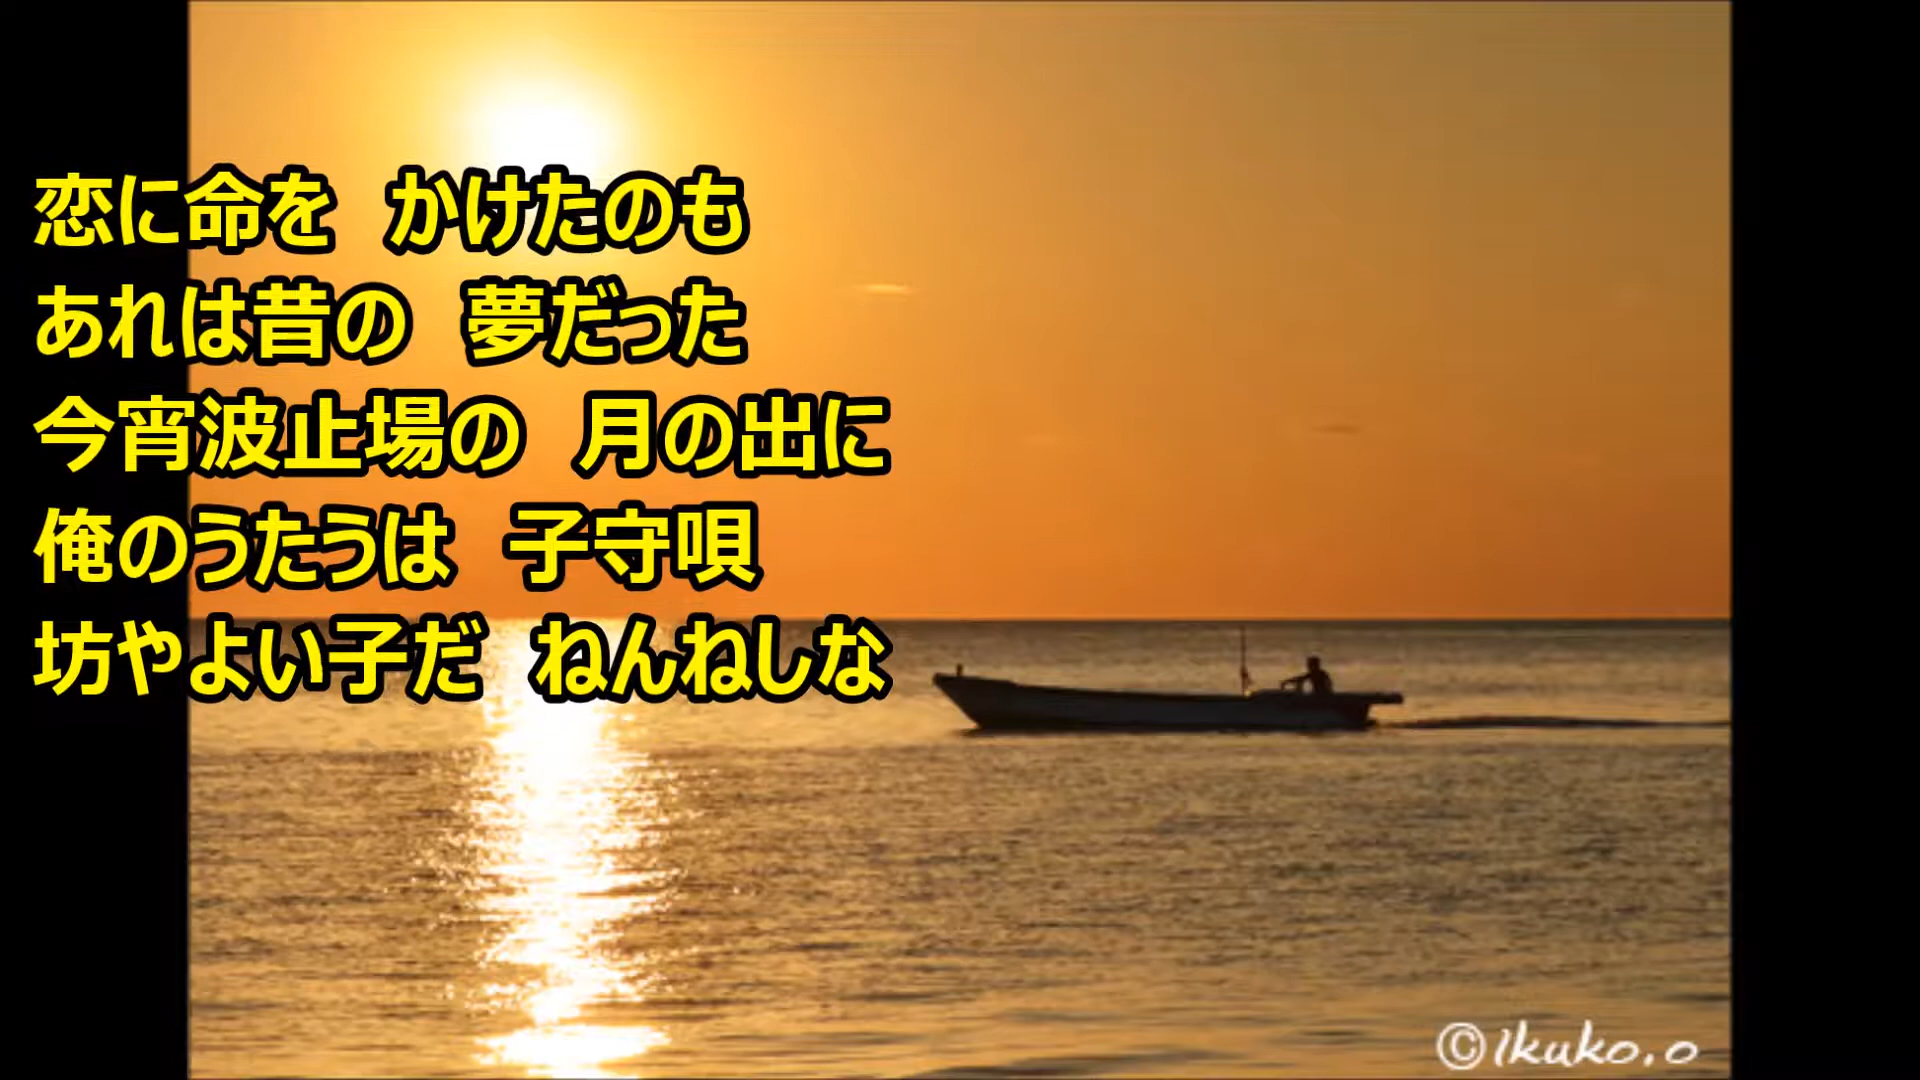 恋に命を　かけたのも
あれは昔の　夢だった
今宵波止場の　月の出に
俺のうたうは　子守唄
坊やよい子だ　ねんねしな
©ikuko.o